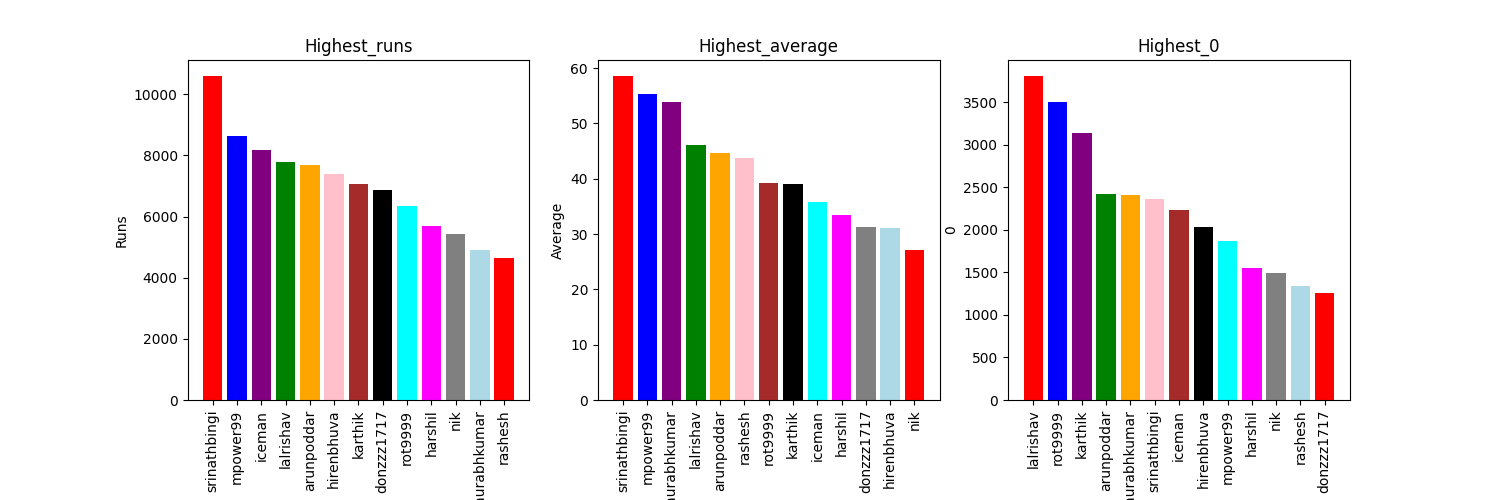 Highest_runs
Runs
10000
8000
6000
4000
2000
0
srinathbingi
mpower99
iceman
lalrishav
arunpoddar
hirenbhuva
karthik
donzzz1717
rot9999
harshil
nik
aurabhkumar
rashesh
Highest_average
Average
60
50
40
30
20
10
0
srinathbingi
mpower99
aurabhkumar
lalrishav
arunpoddar
rashesh
rot9999
karthik
iceman
harshil
donzzz1717
hirenbhuva
nik
Highest_0
0
3500
3000
2500
2000
1500
1000
500
0
lalrishav
rot9999
karthik
arunpoddar
aurabhkumar
srinathbingi
iceman
hirenbhuva
mpower99
harshil
nik
rashesh
donzzz1717